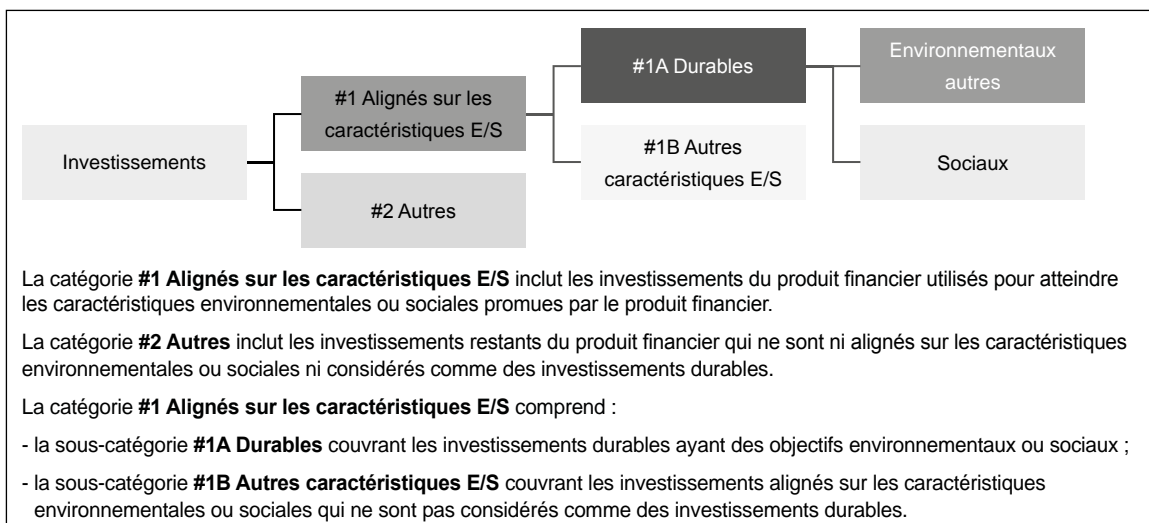 Investissements
#1 Alignés sur les
caractéristiques E/S
#2 Autres
#1A Durables
#1B Autres
caractéristiques E/S
Environnementaux
autres
Sociaux
La catégorie #1 Alignés sur les caractéristiques E/S inclut les investissements du produit financier utilisés pour atteindre
les caractéristiques environnementales ou sociales promues par le produit financier.
La catégorie #2 Autres inclut les investissements restants du produit financier qui ne sont ni alignés sur les caractéristiques
environnementales ou sociales ni considérés comme des investissements durables.
La catégorie #1 Alignés sur les caractéristiques E/S comprend :
- la sous-catégorie #1A Durables couvrant les investissements durables ayant des objectifs environnementaux ou sociaux ;
- la sous-catégorie #1B Autres caractéristiques E/S couvrant les investissements alignés sur les caractéristiques
environnementales ou sociales qui ne sont pas considérés comme des investissements durables.